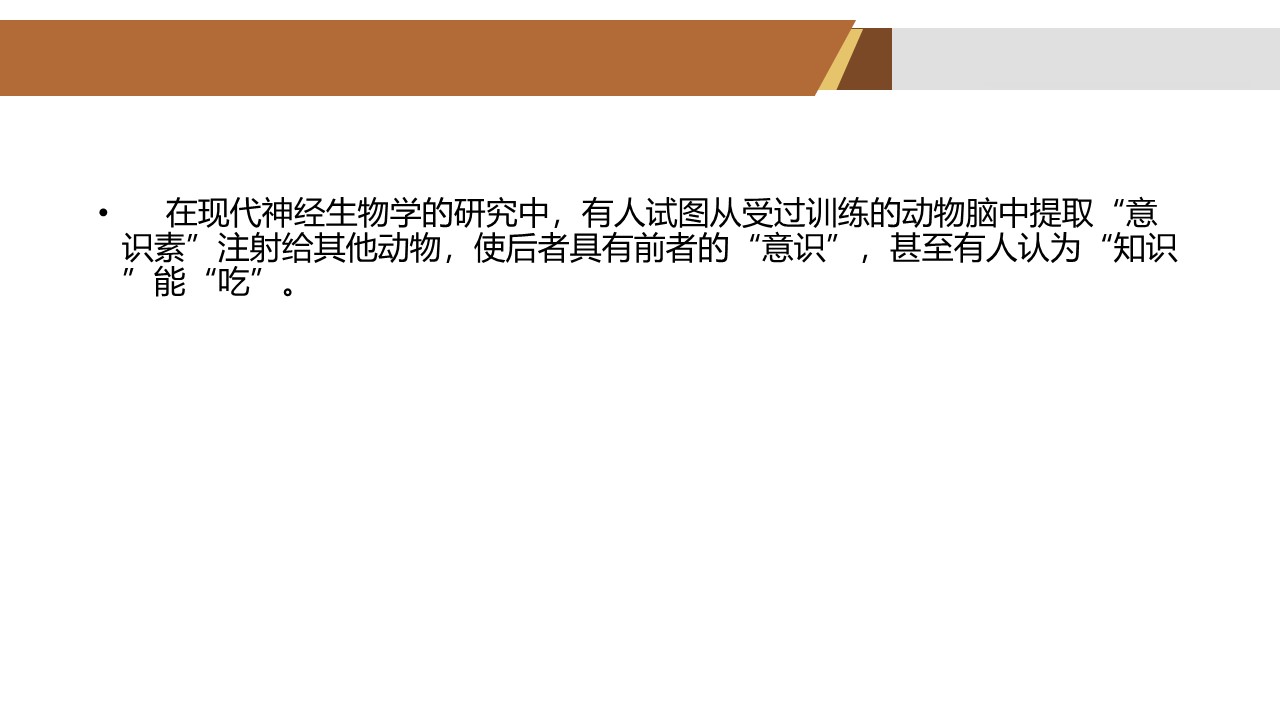 • 在现代神经生物学的研究中，有人试图从受过训练的动物脑中提取“意
识素”注射给其他动物，使后者具有前者的“意识”，甚至有人认为“知识
”能“吃”。